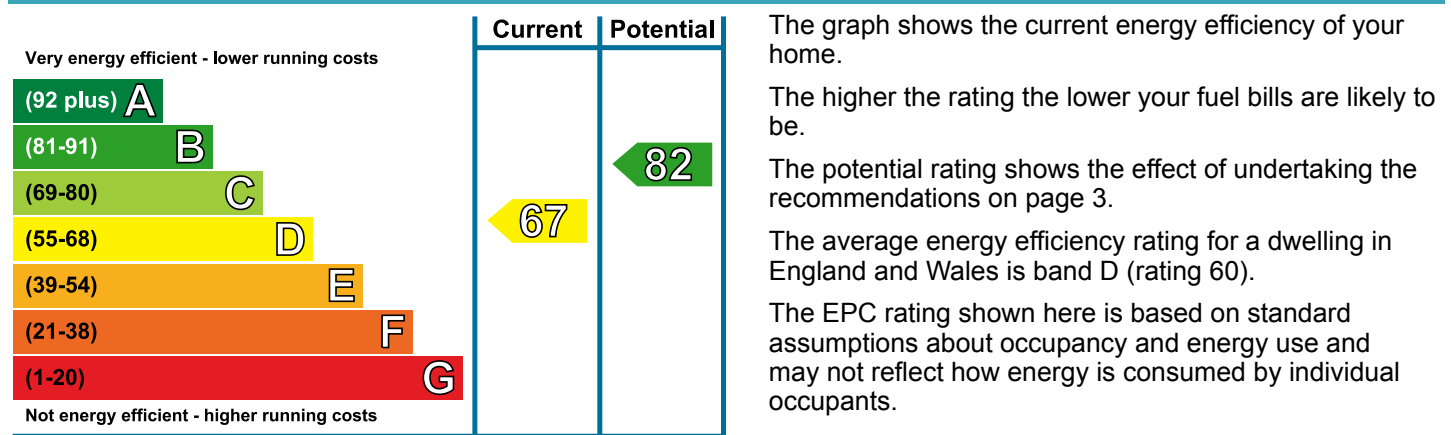 Current Potential
Very energy efficient - lower running costs
(92 plus) A
(81-91) B
(69-80) C
(55-68) D
(39-54) E
(21-38) F
(1-20) G
Not energy efficient - higher running costs
67
82
The graph shows the current energy efficiency of your
home.
The higher the rating the lower your fuel bills are likely to
be.
The potential rating shows the effect of undertaking the
recommendations on page 3.
The average energy efficiency rating for a dwelling in
England and Wales is band D (rating 60).
The EPC rating shown here is based on standard
assumptions about occupancy and energy use and
may not reflect how energy is consumed by individual
occupants.